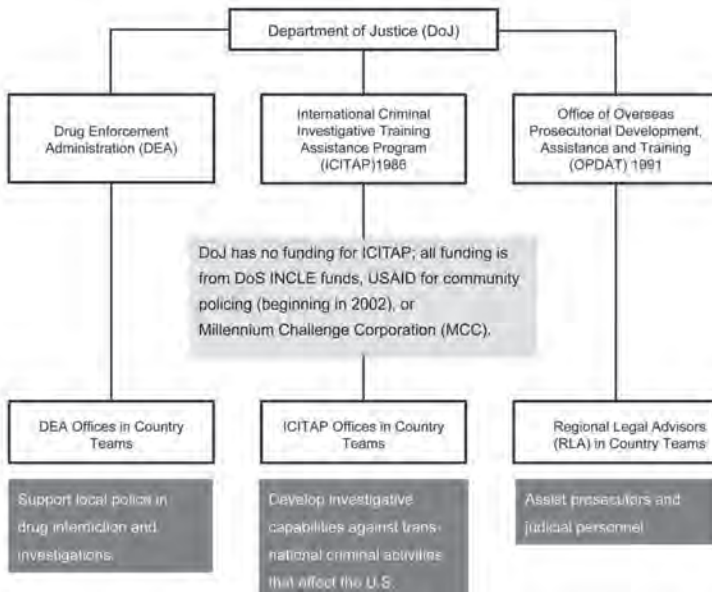 Department of Justice (DoJ)
Drug Enforcement
Administration (DEA)
International Criminal
Investigative Training
Assistance Program
(ICITAP)1986
Office of Overseas
Prosecutorial Development,
Assistance and Training
(OPDAT) 1991
DoJ has no funding for ICITAP; all funding is
from DoS INCLE funds, USAID for community
policing (beginning in 2002), or
Millennium Challenge Corporation (MCC).
DEA Offices in Country
Teams
ICITAP Offices in Country
Teams
Regional Legal Advisors
(RLA) in Country Teams
Support local police in
drug interdiction and
investigations.
Develop investigative
capabilities against trans-
national criminal activities
that effect the U.S.
Assist prosecutors and
judicial personnel